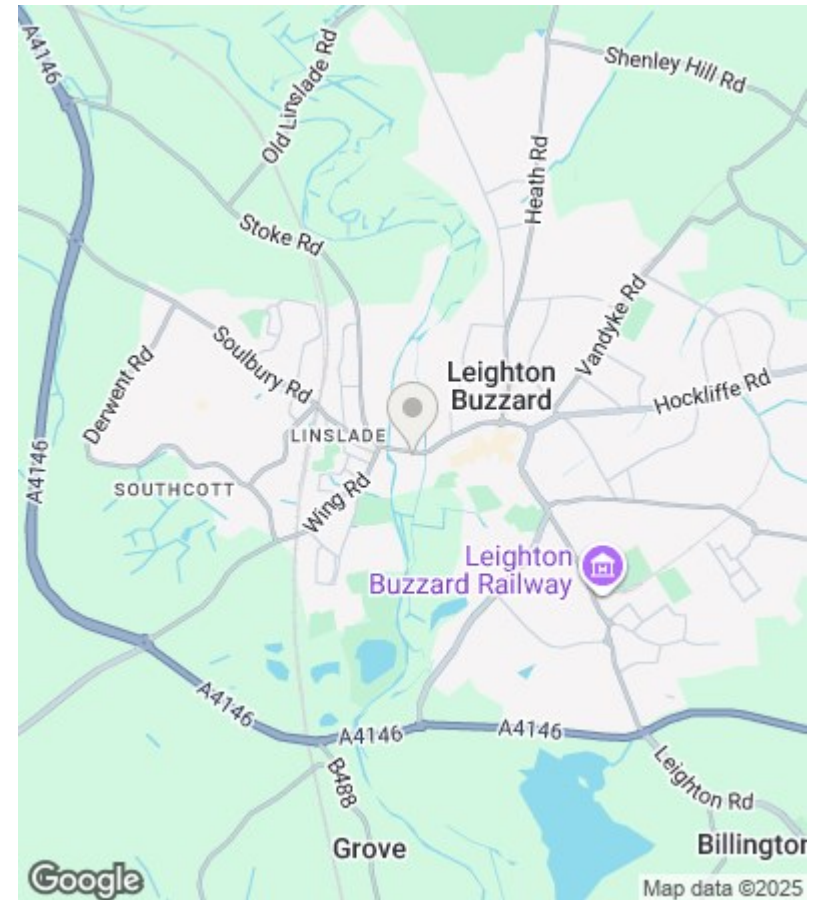 A4146
Old Linslade Rd
Shenley Hill Rd
Heath Rd
Stoke Rd
Vandyke Rd
Soulbury Rd
Derwent Rd
Leighton
Buzzard
Hockliffe Rd
LINSLADE
A4146
SOUTHCOTT
Wing Rd
Leighton
Buzzard Railway
A4146
A4146
A4146
B488
Leighton Rd
Grove
Billington
Google
Map data ©2025